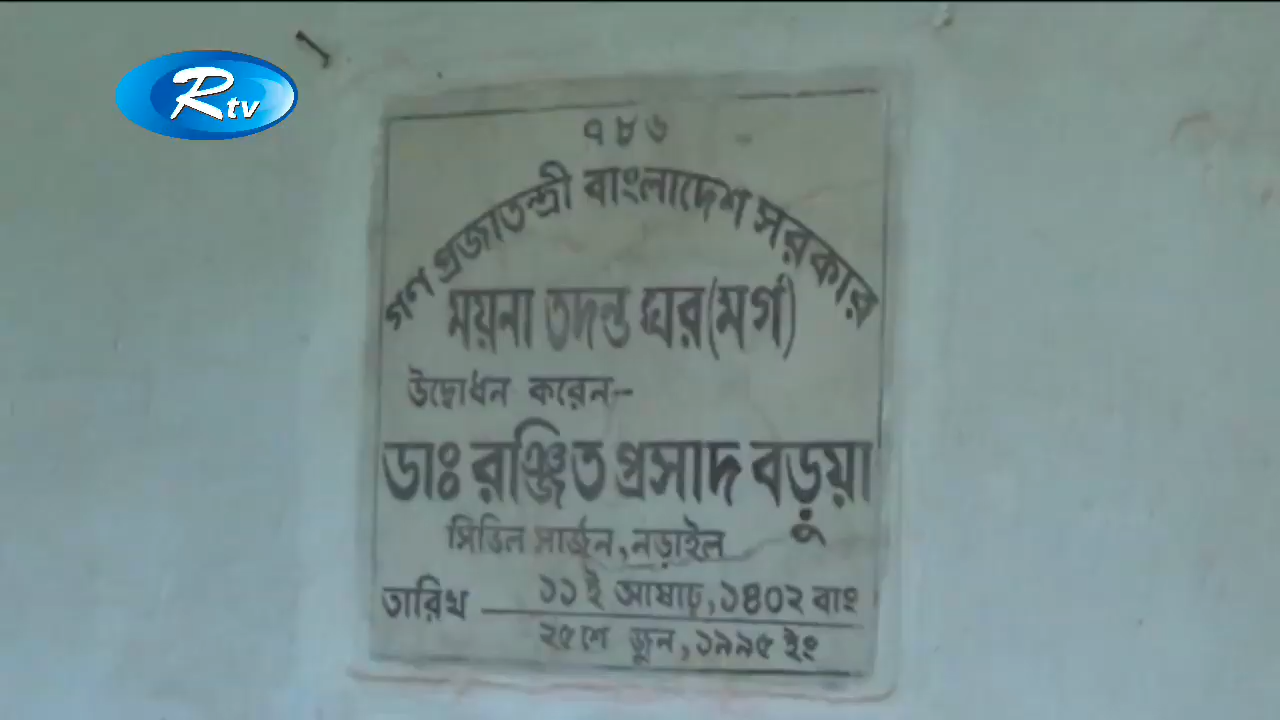 Rtv
৭৮৬
গণ প্রজাতন্ত্রী বাংলাদেশ সরকার
ময়না তদন্ত ঘর(মর্গ)
উদ্বোধন করেন:-
ডাঃ রঞ্জিত প্রসাদ বড়ুয়া
সিভিল সার্জন, নড়াইল
তারিখ ১১ই আষাঢ়, ১৪০২ বাং
২৫শে জুন, ১৯৯৫ ইং